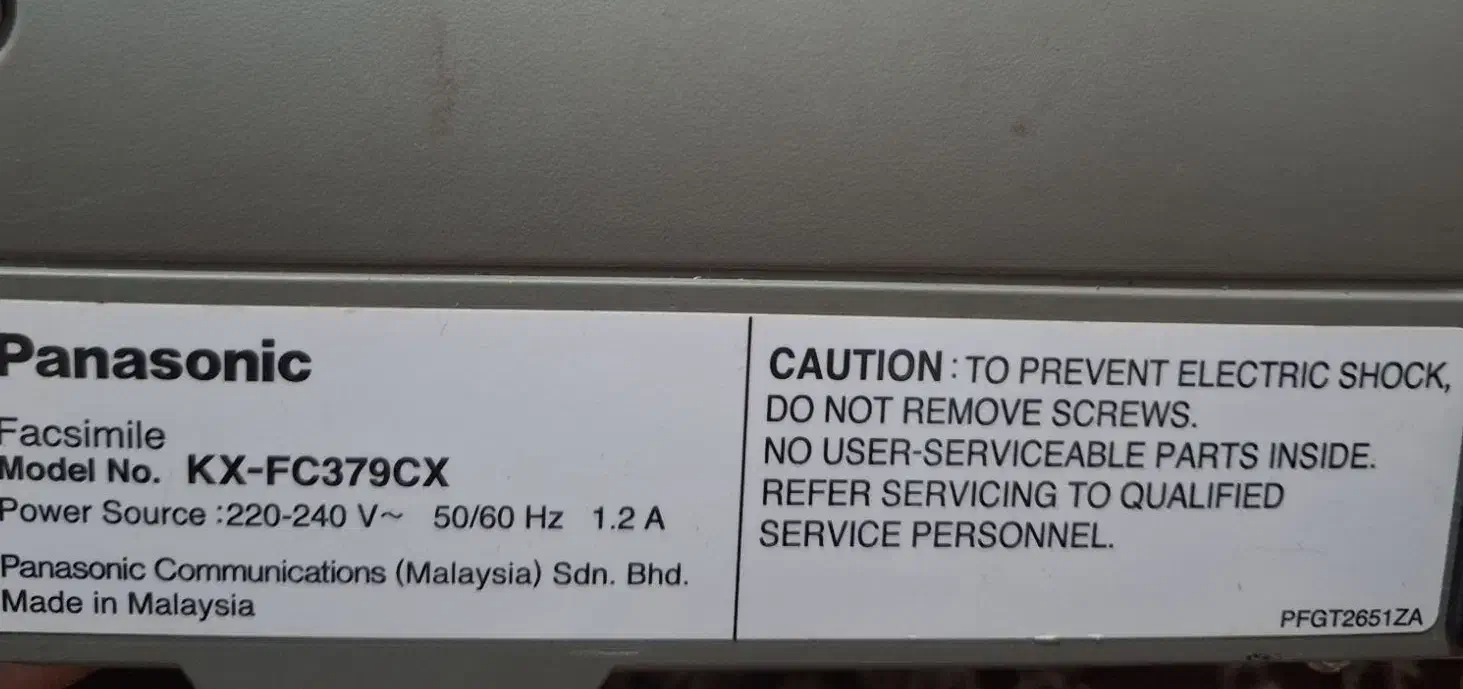 Panasonic
Facsimile
Model No. KX-FC379CX
Power Source :220-240 V~ 50/60 Hz 1.2 A
Panasonic Communications (Malaysia) Sdn. Bhd.
Made in Malaysia
CAUTION : TO PREVENT ELECTRIC SHOCK,
DO NOT REMOVE SCREWS.
NO USER-SERVICEABLE PARTS INSIDE.
REFER SERVICING TO QUALIFIED
SERVICE PERSONNEL.
PFGT2651ZA